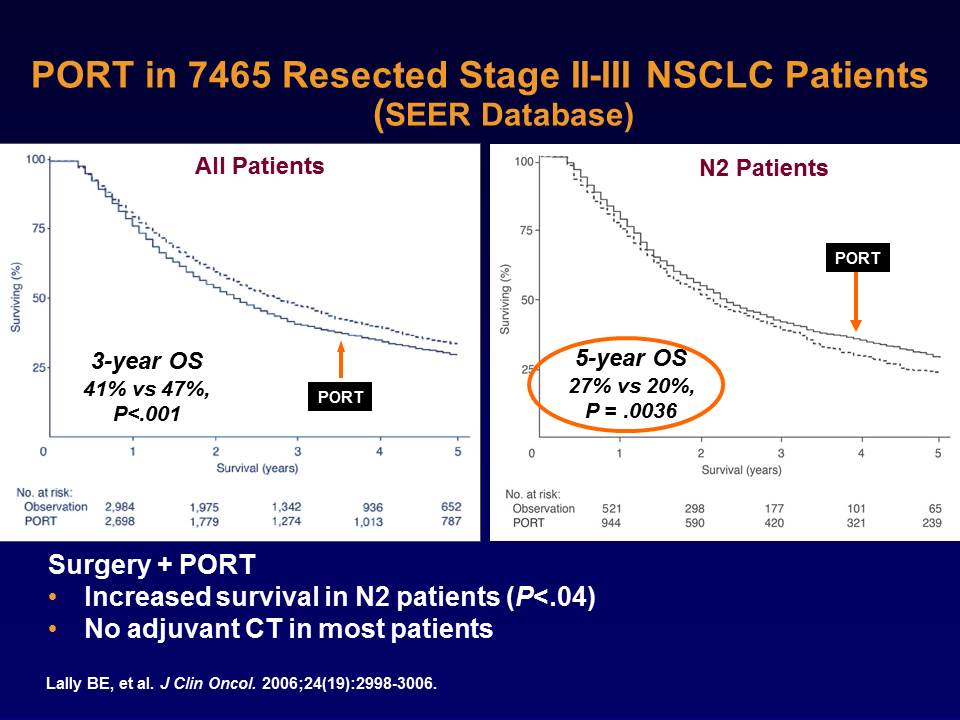 PORT in 7465 Resected Stage II-III NSCLC Patients
(SEER Database)
All Patients
100
75
50
25
Surviving (%)
3-year OS
41% vs 47%,
P<.001
PORT
0 1 2 3 4 5
Survival (years)
No. at risk:
Observation 2,984 1,975 1,342 936 652
PORT 2,698 1,779 1,274 1,013 787
N2 Patients
100
75
50
25
Surviving (%)
PORT
5-year OS
27% vs 20%,
P = .0036
0 1 2 3 4 5
Survival (years)
No. at risk:
Observation 521 298 177 101 65
PORT 944 590 420 321 239
Surgery + PORT
• Increased survival in N2 patients (P<.04)
• No adjuvant CT in most patients
Lally BE, et al. J Clin Oncol. 2006;24(19):2998-3006.